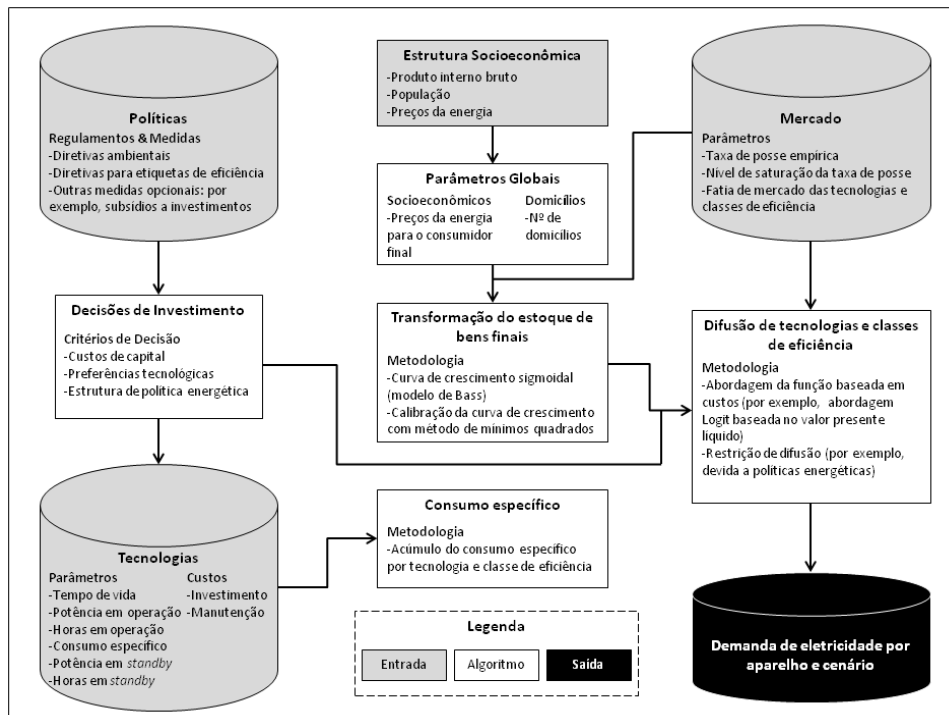 Políticas
Regulamentos & Medidas
-Diretivas ambientais
-Diretivas para etiquetas de eficiência
-Outras medidas opcionais: por
exemplo, subsídios a investimentos
Estrutura Socioeconômica
-Produto interno bruto
-População
-Preços da energia
Mercado
Parâmetros
-Taxa de posse empírica
-Nível de saturação da taxa de posse
-Fatia de mercado das tecnologias e
classes de eficiência
Parâmetros Globais
Socioeconômicos
-Preços da energia
para o consumidor
final
Domicílios
-Nº de
domicílios
Decisões de Investimento
Critérios de Decisão
-Custos de capital
-Preferências tecnológicas
-Estrutura de política energética
Transformação do estoque de
bens finais
Metodologia
-Curva de crescimento sigmoidal
(modelo de Bass)
-Calibração da curva de crescimento
com método de mínimos quadrados
Difusão de tecnologias e classes
de eficiência
Metodologia
-Abordagem da função baseada em
custos (por exemplo, abordagem
Logit baseada no valor presente
líquido)
-Restrição de difusão (por exemplo,
devida a políticas energéticas)
Tecnologias
Parâmetros
-Tempo de vida
-Potência em operação
-Horas em operação
-Consumo específico
-Potência em standby
-Horas em standby
Custos
-Investimento
-Manutenção
Consumo específico
Metodologia
-Acúmulo do consumo específico
por tecnologia e classe de eficiência
Legenda
Entrada
Algoritmo
Saída
Demanda de eletricidade por
aparelho e cenário